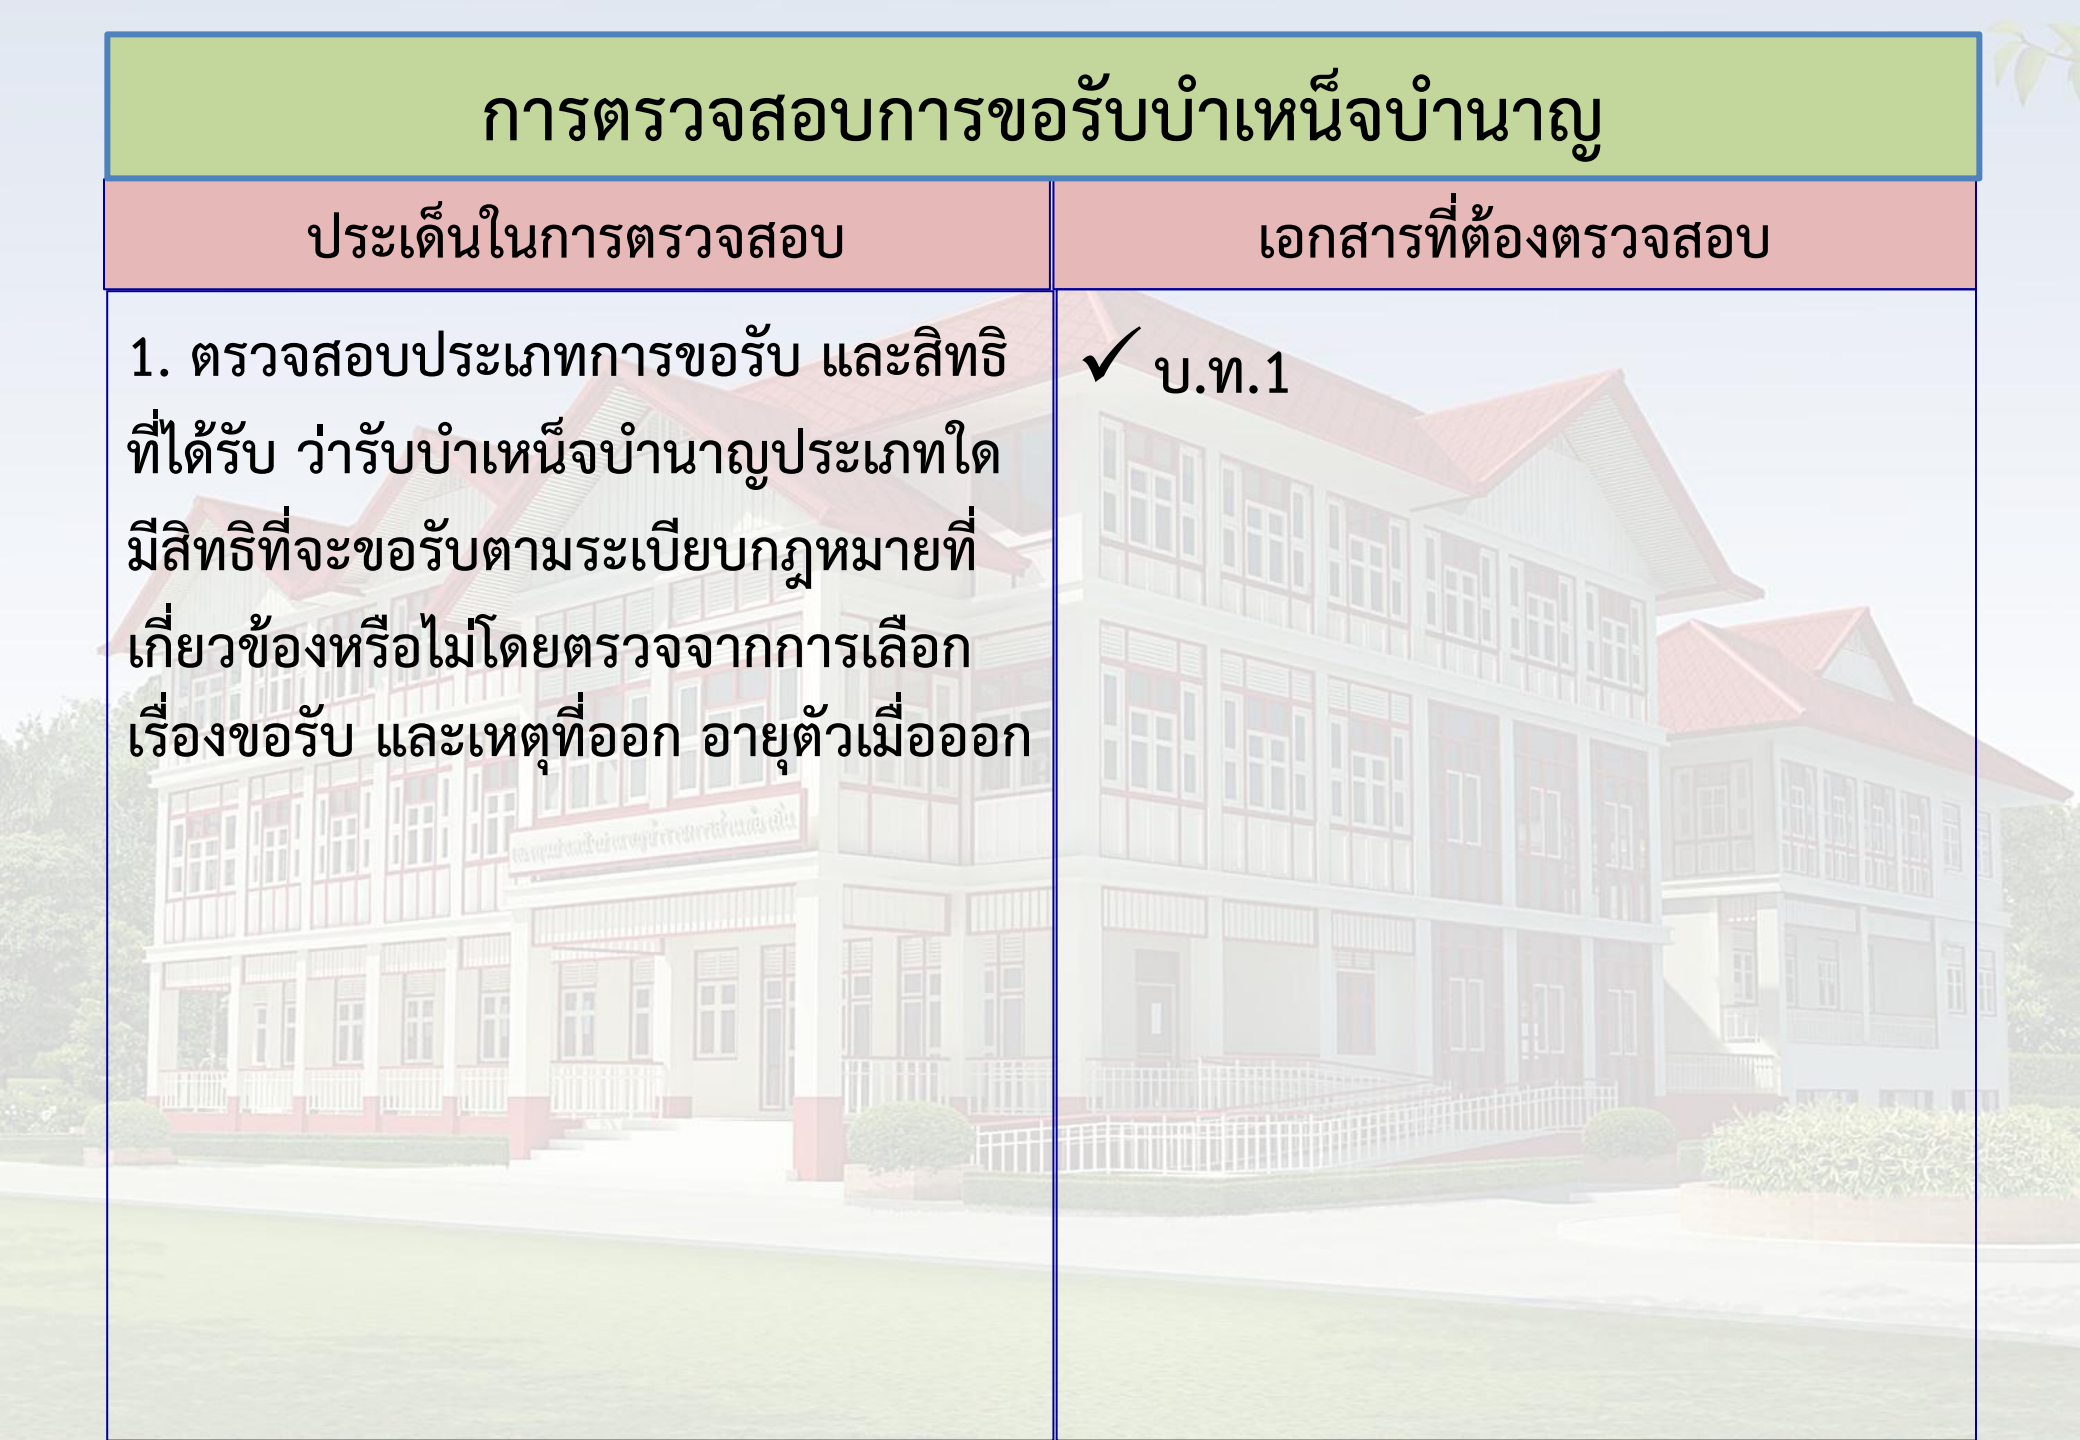 การตรวจสอบการขอรับบำเหน็จบำนาญ
ประเด็นในการตรวจสอบ
เอกสารที่ต้องตรวจสอบ
1. ตรวจสอบประเภทการขอรับ และสิทธิ
ที่ได้รับ ว่ารับบำเหน็จบำนาญประเภทใด
มีสิทธิที่จะขอรับตามระเบียบกฎหมายที่
เกี่ยวข้องหรือไม่โดยตรวจจากการเลือก
เรื่องขอรับ และเหตุที่ออก อายุตัวเมื่อออก
✓ บ.ท.1